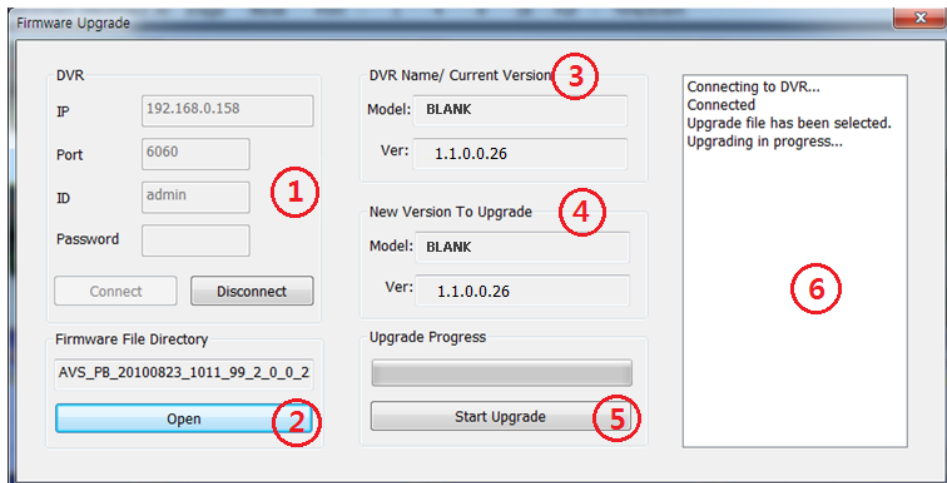 Firmware Upgrade
x
DVR
IP
192.168.0.158
Port
6060
ID
admin
1
Password
Connect
Disconnect
Firmware File Directory
AVS_PB_20100823_1011_99_2_0_0_2
Open
2
DVR Name/ Current Version
3
Model:
BLANK
Ver:
1.1.0.0.26
New Version To Upgrade
4
Model:
BLANK
Ver:
1.1.0.0.26
Upgrade Progress
Start Upgrade
5
Connecting to DVR...
Connected
Upgrade file has been selected.
Upgrading in progress...
6